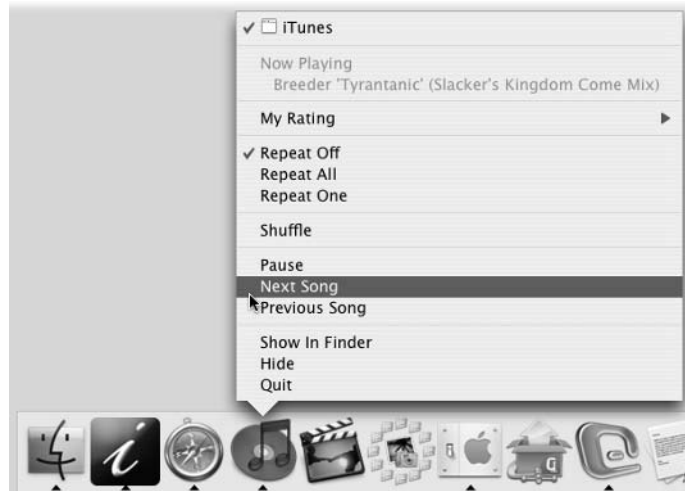 iTunes
Now Playing
Breeder 'Tyrantanic' (Slacker's Kingdom Come Mix)
My Rating
Repeat Off
Repeat All
Repeat One
Shuffle
Pause
Next Song
Previous Song
Show In Finder
Hide
Quit